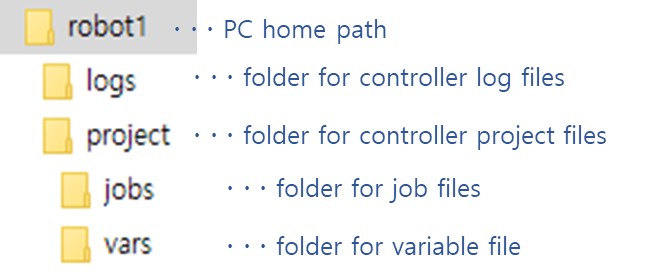 robot1 · · · PC home path
logs · · · folder for controller log files
project · · · folder for controller project files
jobs · · · folder for job files
vars · · · folder for variable file